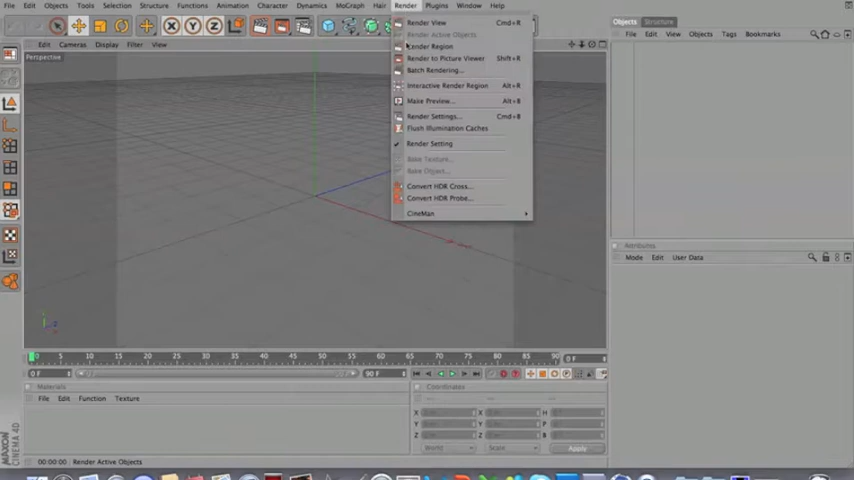 File Edit Objects Tools Selection Structure Functions Animation Character Dynamics MoGraph Hair Render Plugins Window Help
X Y Z
Edit Cameras Display Filter View
Perspective
Render View Cmd+R
Render Active Objects
Render Region
Render to Picture Viewer Shift+R
Batch Rendering...
Interactive Render Region Alt+R
Make Preview... Alt+B
Render Settings... Cmd+B
Flush Illumination Caches
Render Setting
Bake Texture...
Bake Object...
Convert HDR Cross...
Convert HDR Probe...
CineMan
Objects Structure
File Edit View Objects Tags Bookmarks
Attributes
Mode Edit User Data
0 5 10 15 20 25 30 35 40 45 50 55 60 65 70 75 80 85 90 0 F
0 F 0 F 90 F 90 F
Materials
File Edit Function Texture
Coordinates
X X H
Y Y P
Z Z B
World Scale Apply
MAXON CINEMA 4D
00:00:00 Render Active Objects